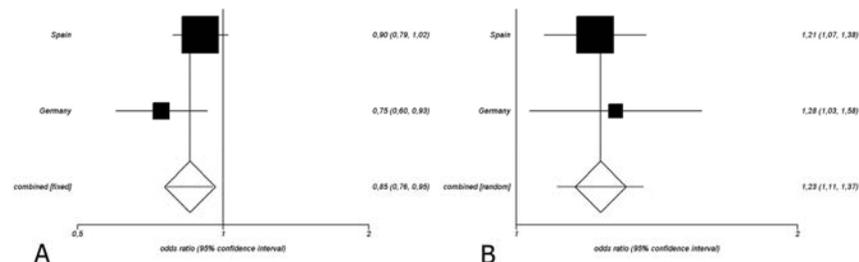 Spain 0,90 (0,79, 1,02)
Germany 0,75 (0,60, 0,93)
combined [fixed] 0,85 (0,76, 0,95)
0,5 1 2
odds ratio (95% confidence interval)
A
Spain 1,21 (1,07, 1,38)
Germany 1,28 (1,03, 1,58)
combined [random] 1,23 (1,11, 1,37)
1 2
odds ratio (95% confidence interval)
B